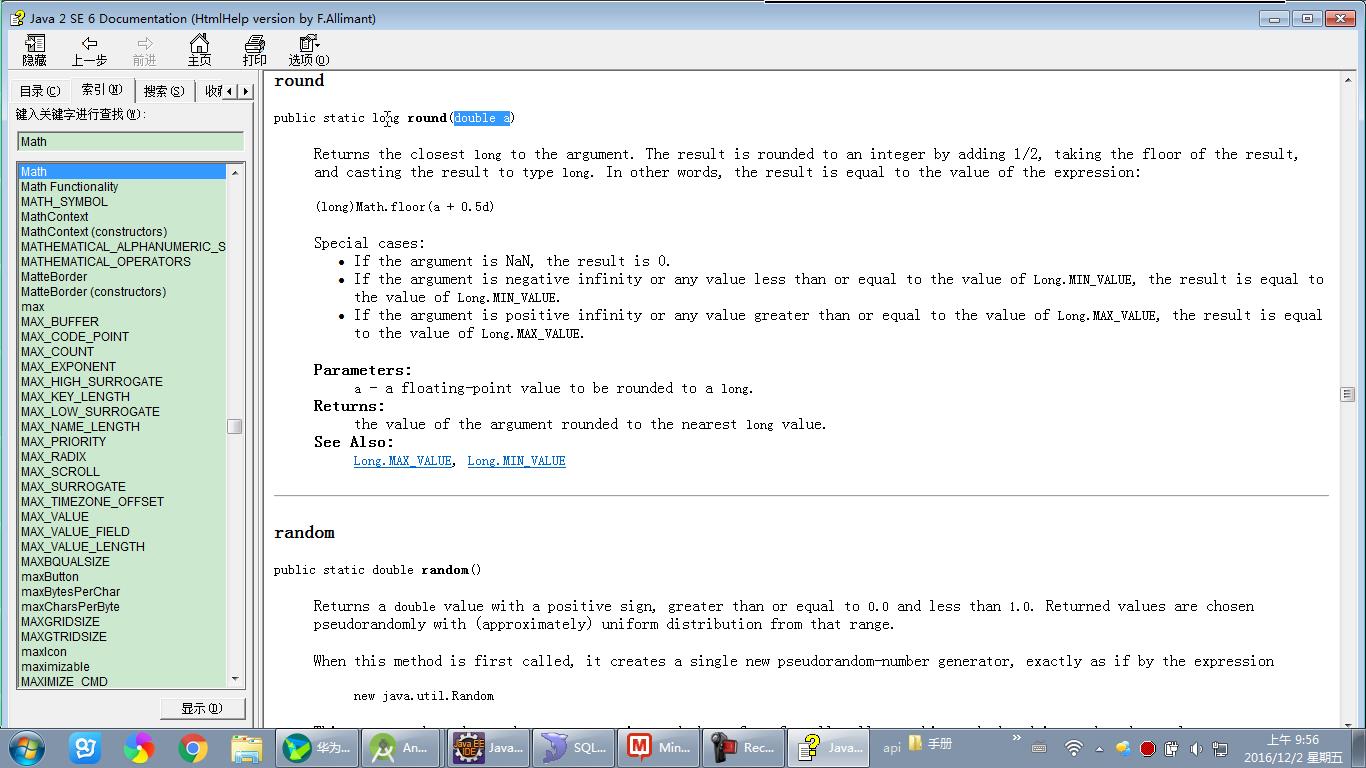 Java 2 SE 6 Documentation (HtmlHelp version by F.Allimant)
隐藏 上一步 前进 主页 打印 选项(O)
目录(C) 索引(N) 搜索(S)
键入关键字进行查找(W):
Math
Math
Math Functionality
MATH_SYMBOL
MathContext
MathContext (constructors)
MATHEMATICAL_ALPHANUMERIC_S
MATHEMATICAL_OPERATORS
MatteBorder
MatteBorder (constructors)
max
MAX_BUFFER
MAX_CODE_POINT
MAX_COUNT
MAX_EXPONENT
MAX_HIGH_SURROGATE
MAX_KEY_LENGTH
MAX_LOW_SURROGATE
MAX_NAME_LENGTH
MAX_PRIORITY
MAX_RADIX
MAX_SCROLL
MAX_SURROGATE
MAX_TIMEZONE_OFFSET
MAX_VALUE
MAX_VALUE_FIELD
MAX_VALUE_LENGTH
MAXBQUALSIZE
maxButton
maxBytesPerChar
maxCharsPerByte
MAXGRIDSIZE
MAXGTRIDSIZE
maxIcon
maximizable
MAXIMIZE_CMD
显示(D)
round
public static long round(double a)
Returns the closest long to the argument. The result is rounded to an integer by adding 1/2, taking the floor of the result,
and casting the result to type long. In other words, the result is equal to the value of the expression:
(long)Math.floor(a + 0.5d)
Special cases:
• If the argument is NaN, the result is 0.
• If the argument is negative infinity or any value less than or equal to the value of Long.MIN_VALUE, the result is equal to
the value of Long.MIN_VALUE.
• If the argument is positive infinity or any value greater than or equal to the value of Long.MAX_VALUE, the result is equal
to the value of Long.MAX_VALUE.
Parameters:
a - a floating-point value to be rounded to a long.
Returns:
the value of the argument rounded to the nearest long value.
See Also:
Long.MAX_VALUE, Long.MIN_VALUE
random
public static double random()
Returns a double value with a positive sign, greater than or equal to 0.0 and less than 1.0. Returned values are chosen
pseudorandomly with (approximately) uniform distribution from that range.
When this method is first called, it creates a single new pseudorandom-number generator, exactly as if by the expression
new java.util.Random
华为... An... Java... SQL... Min... Rec... Java... api 手册
上午 9:56
2016/12/2 星期五